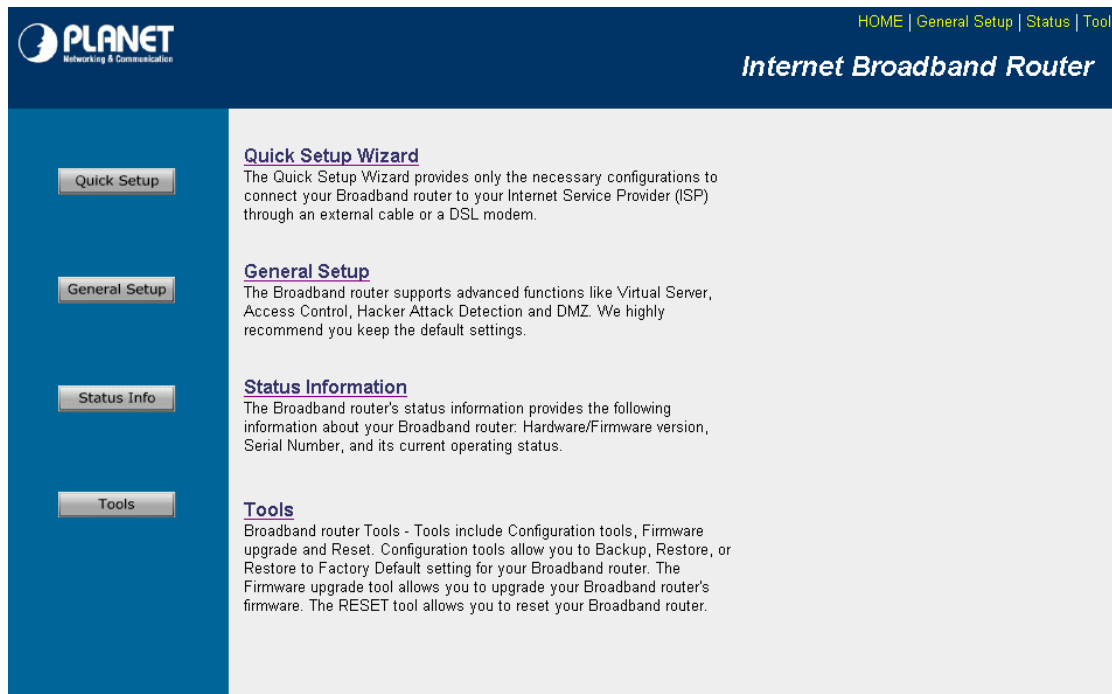 PLANET
Networking & Communication
HOME | General Setup | Status | Tool
Internet Broadband Router
Quick Setup
Quick Setup Wizard
The Quick Setup Wizard provides only the necessary configurations to
connect your Broadband router to your Internet Service Provider (ISP)
through an external cable or a DSL modem.
General Setup
General Setup
The Broadband router supports advanced functions like Virtual Server,
Access Control, Hacker Attack Detection and DMZ. We highly
recommend you keep the default settings.
Status Info
Status Information
The Broadband router's status information provides the following
information about your Broadband router: Hardware/Firmware version,
Serial Number, and its current operating status.
Tools
Tools
Broadband router Tools - Tools include Configuration tools, Firmware
upgrade and Reset. Configuration tools allow you to Backup, Restore, or
Restore to Factory Default setting for your Broadband router. The
Firmware upgrade tool allows you to upgrade your Broadband router's
firmware. The RESET tool allows you to reset your Broadband router.